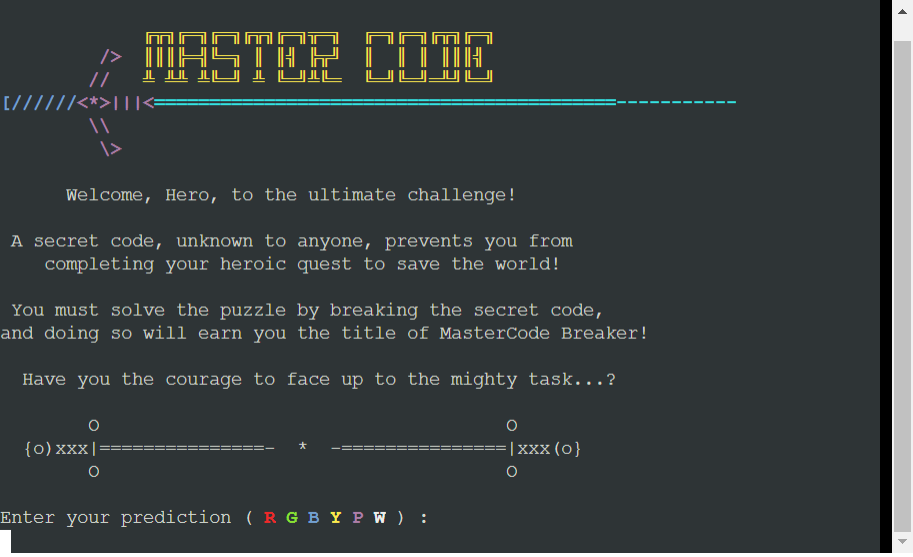 MASTER CODE
/>
//
[//////<*>|||<==========================================-----------
\\
\>
Welcome, Hero, to the ultimate challenge!
A secret code, unknown to anyone, prevents you from
completing your heroic quest to save the world!
You must solve the puzzle by breaking the secret code,
and doing so will earn you the title of MasterCode Breaker!
Have you the courage to face up to the mighty task...?
O O
{o)xxx|===============- * -===============|xxx(o}
O O
Enter your prediction ( R G B Y P W ) :